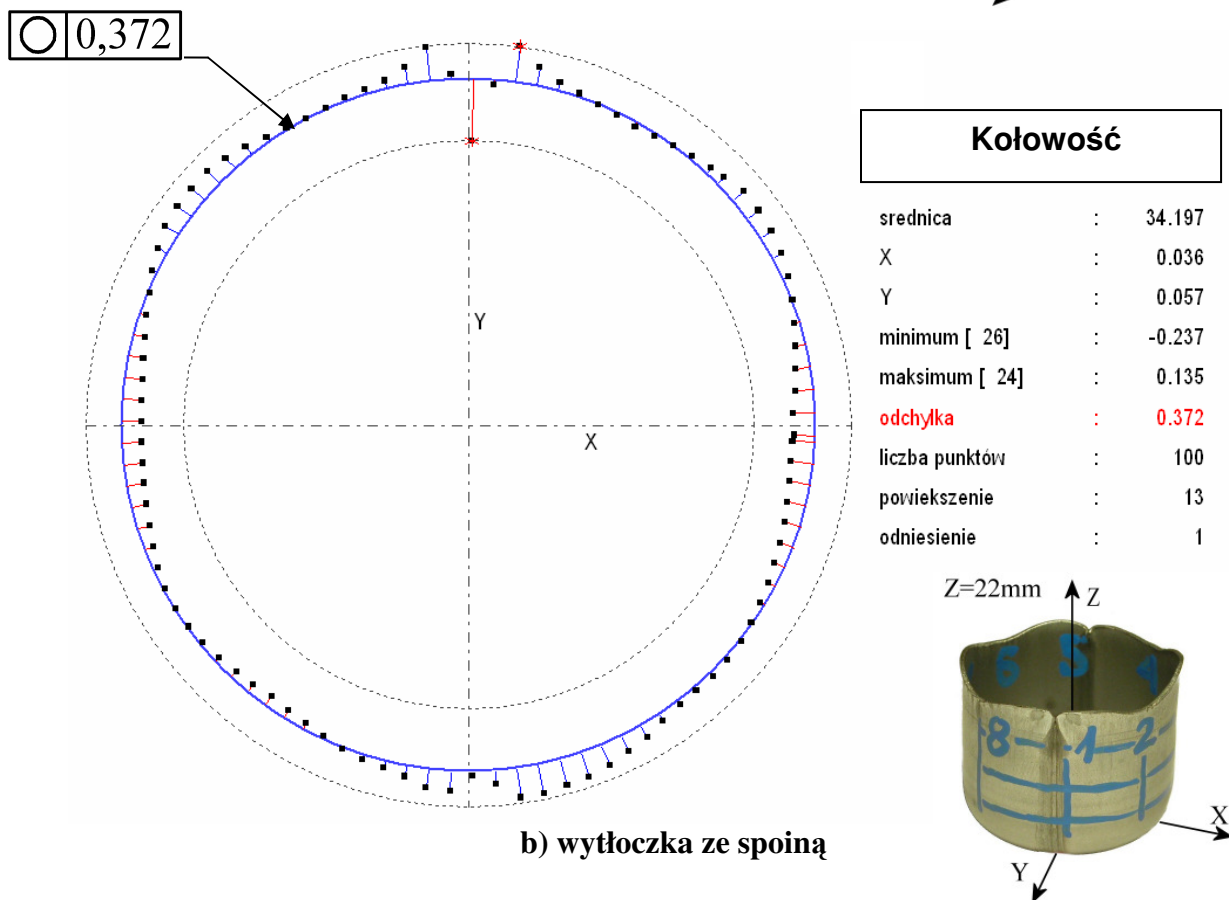 0,372
Kołowość
srednica : 34.197
X : 0.036
Y : 0.057
minimum [ 26] : -0.237
maksimum [ 24] : 0.135
odchylka : 0.372
liczba punktów : 100
powiekszenie : 13
odniesienie : 1
Y
X
Z=22mm
Z
6 5 4
8 1 2
X
Y
b) wytłoczka ze spoiną